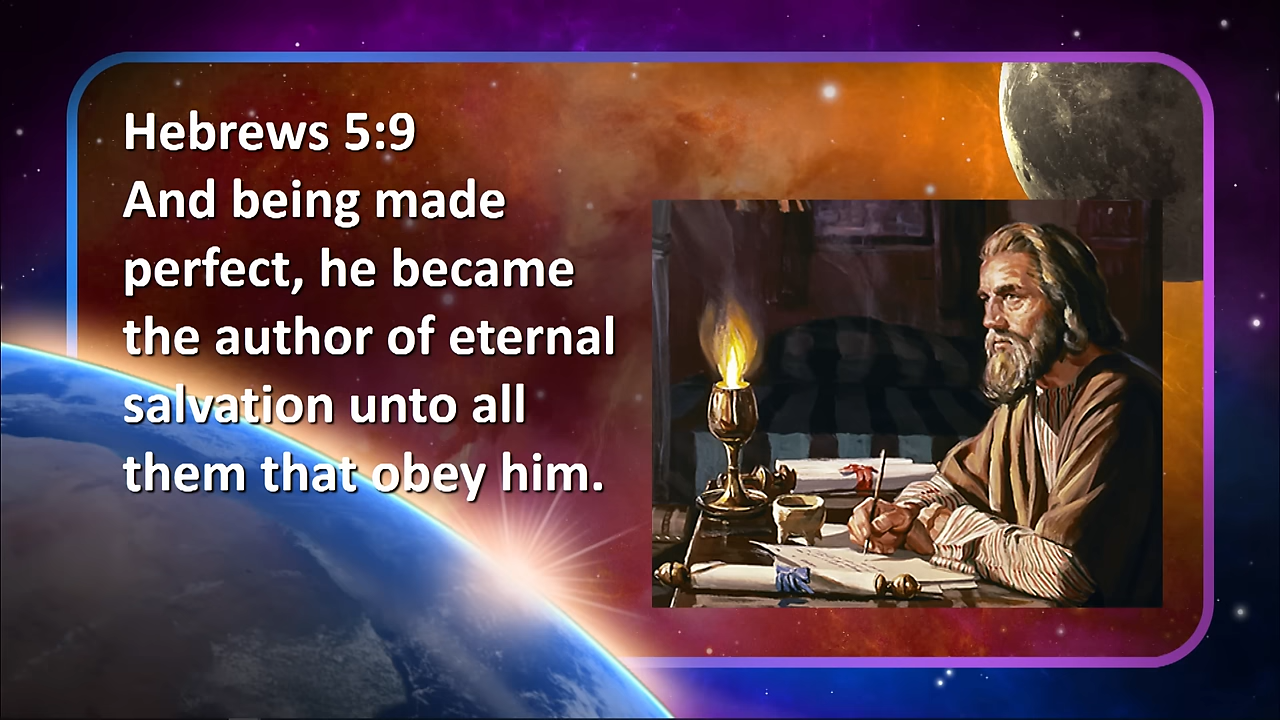 Hebrews 5:9
And being made
perfect, he became
the author of eternal
salvation unto all
them that obey him.